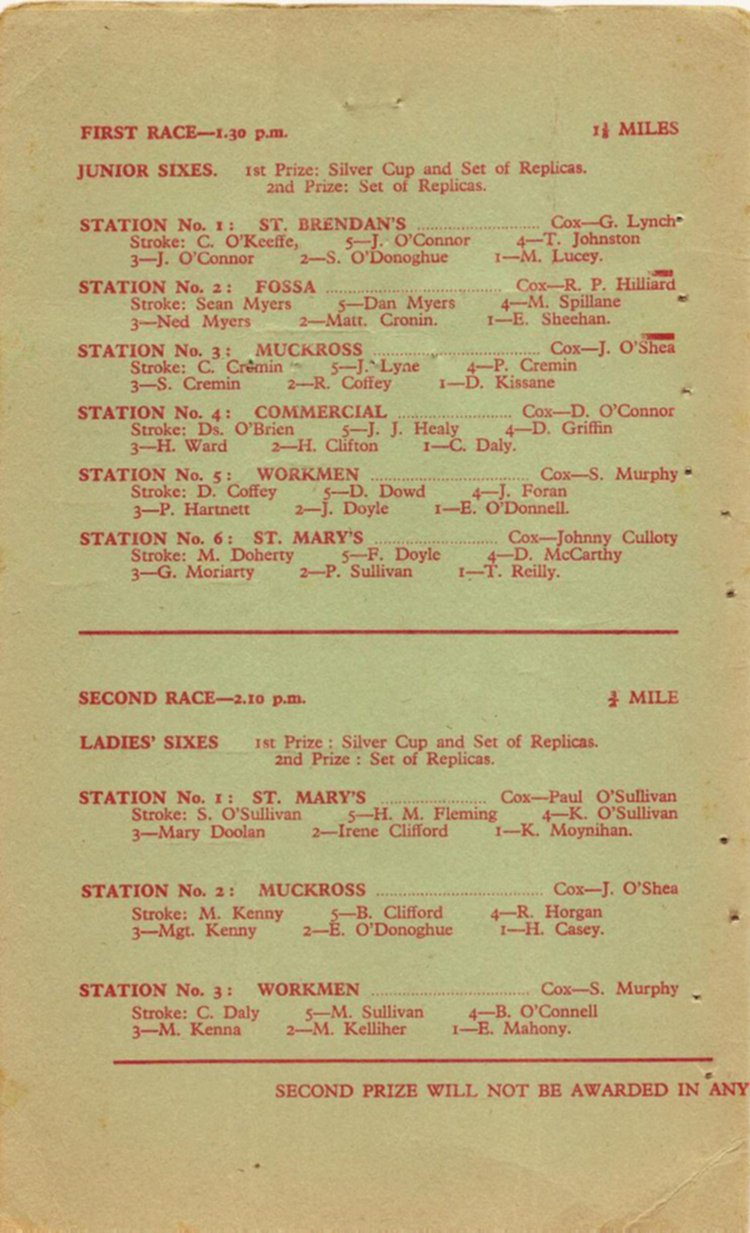 FIRST RACE—1.30 p.m. 1⅛ MILES
JUNIOR SIXES. 1st Prize: Silver Cup and Set of Replicas.
2nd Prize: Set of Replicas.
STATION No. 1: ST. BRENDAN'S ........................... Cox—G. Lynch
Stroke: C. O'Keeffe, 5—J. O'Connor 4—T. Johnston
3—J. O'Connor 2—S. O'Donoghue 1—M. Lucey.
STATION No. 2: FOSSA ....................................... Cox—R. P. Hilliard
Stroke: Sean Myers 5—Dan Myers 4—M. Spillane
3—Ned Myers 2—Matt. Cronin. 1—E. Sheehan.
STATION No. 3: MUCKROSS ..................................... Cox—J. O'Shea
Stroke: C. Cremin 5—J. Lyne 4—P. Cremin
3—S. Cremin 2—R. Coffey 1—D. Kissane
STATION No. 4: COMMERCIAL ......................... Cox—D. O'Connor
Stroke: Ds. O'Brien 5—J. J. Healy 4—D. Griffin
3—H. Ward 2—H. Clifton 1—C. Daly.
STATION No. 5: WORKMEN ................................... Cox—S. Murphy
Stroke: D. Coffey 5—D. Dowd 4—J. Foran
3—P. Hartnett 2—J. Doyle 1—E. O'Donnell.
STATION No. 6: ST. MARY'S ........................... Cox—Johnny Culloty
Stroke: M. Doherty 5—F. Doyle 4—D. McCarthy
3—G. Moriarty 2—P. Sullivan 1—T. Reilly.
SECOND RACE—2.10 p.m. ¾ MILE
LADIES' SIXES 1st Prize : Silver Cup and Set of Replicas.
2nd Prize : Set of Replicas.
STATION No. 1: ST. MARY'S ....................... Cox—Paul O'Sullivan
Stroke: S. O'Sullivan 5—H. M. Fleming 4—K. O'Sullivan
3—Mary Doolan 2—Irene Clifford 1—K. Moynihan.
STATION No. 2: MUCKROSS ..................................... Cox—J. O'Shea
Stroke: M. Kenny 5—B. Clifford 4—R. Horgan
3—Mgt. Kenny 2—E. O'Donoghue 1—H. Casey.
STATION No. 3: WORKMEN ................................... Cox—S. Murphy
Stroke: C. Daly 5—M. Sullivan 4—B. O'Connell
3—M. Kenna 2—M. Kelliher 1—E. Mahony.
SECOND PRIZE WILL NOT BE AWARDED IN ANY